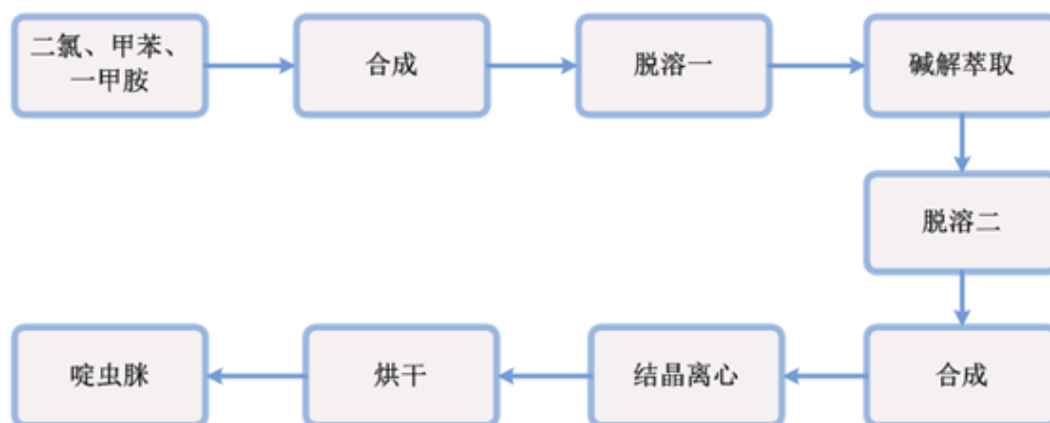 二氯、甲苯、
一甲胺
合成
脱溶一
碱解萃取
脱溶二
合成
结晶离心
烘干
啶虫脒